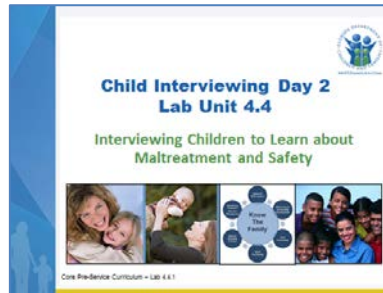 Child Interviewing Day 2
Lab Unit 4.4
Interviewing Children to Learn about
Maltreatment and Safety
Know
The
Family
Core Pre-Service Curriculum – Lab 4.4.1